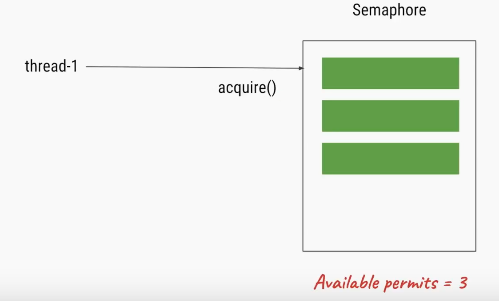 Semaphore
thread-1
acquire()
Available permits = 3